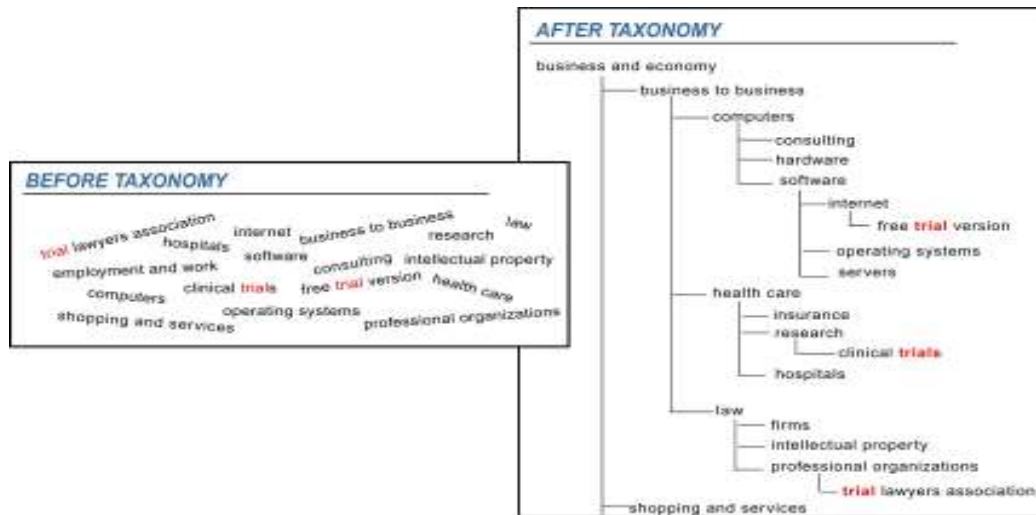 BEFORE TAXONOMY
trial lawyers association
hospitals
internet
business to business
research
law
employment and work
software
consulting
intellectual property
computers
clinical trials
free trial version
health care
shopping and services
operating systems
professional organizations
AFTER TAXONOMY
business and economy
business to business
computers
consulting
hardware
software
internet
free trial version
operating systems
servers
health care
insurance
research
clinical trials
hospitals
law
firms
intellectual property
professional organizations
trial lawyers association
shopping and services